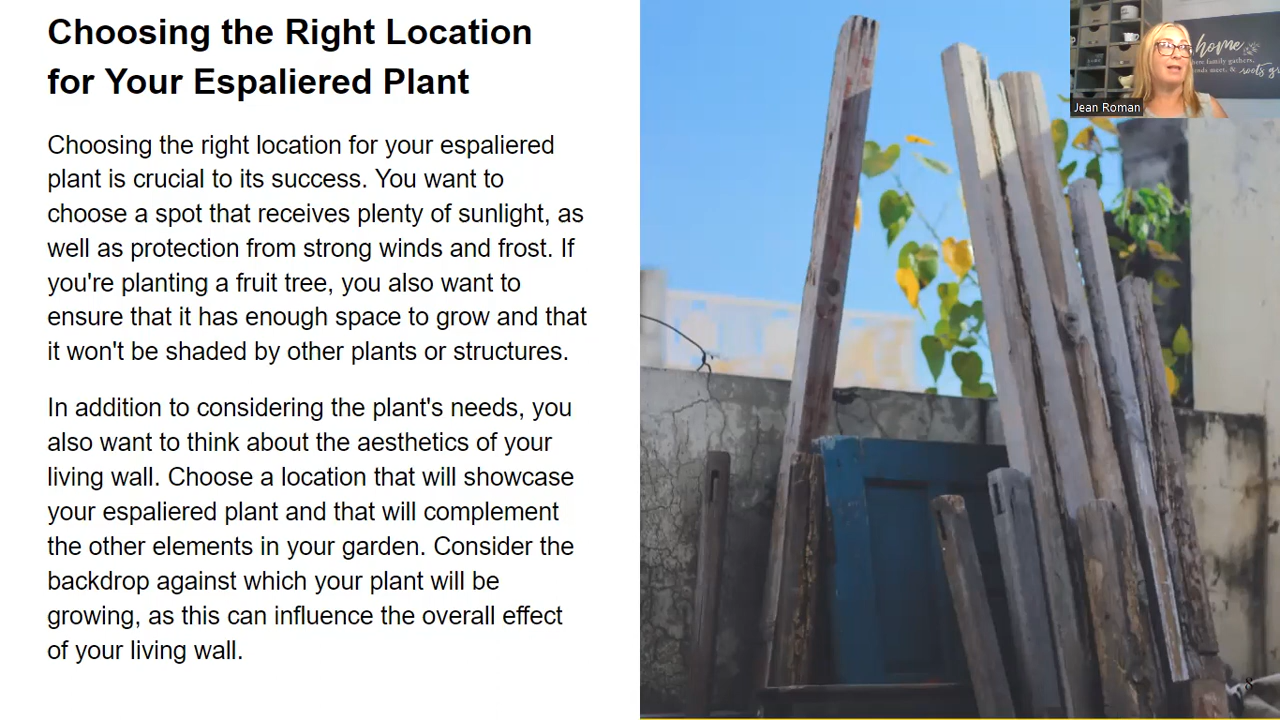 Choosing the Right Location
for Your Espaliered Plant
Choosing the right location for your espaliered
plant is crucial to its success. You want to
choose a spot that receives plenty of sunlight, as
well as protection from strong winds and frost. If
you're planting a fruit tree, you also want to
ensure that it has enough space to grow and that
it won't be shaded by other plants or structures.
In addition to considering the plant's needs, you
also want to think about the aesthetics of your
living wall. Choose a location that will showcase
your espaliered plant and that will complement
the other elements in your garden. Consider the
backdrop against which your plant will be
growing, as this can influence the overall effect
of your living wall.
home
where family gathers,
meet, &
Jean Roman
8